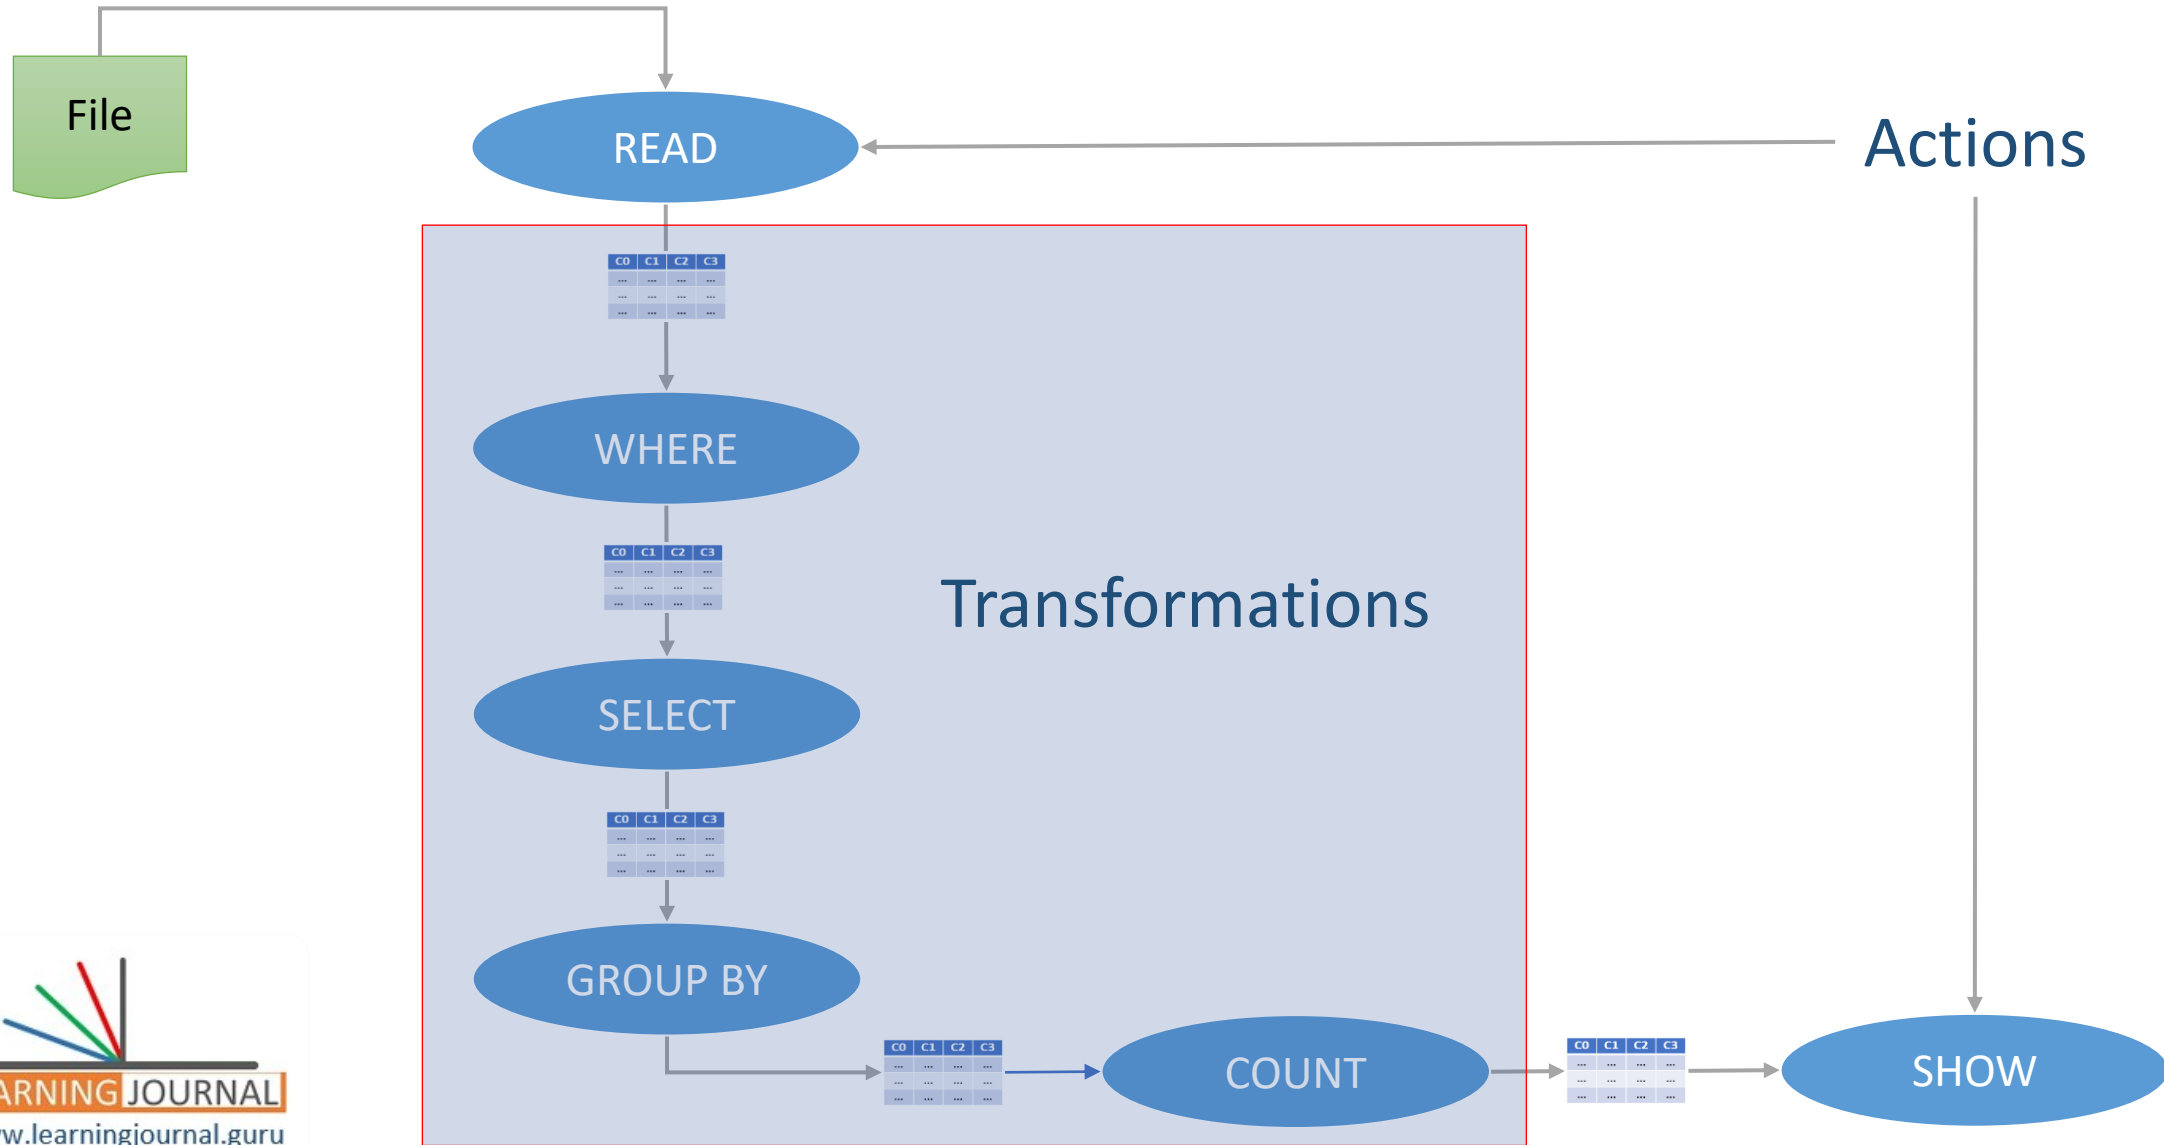 File
READ
Actions
C0 C1 C2 C3
... ... ... ...
... ... ... ...
... ... ... ...
WHERE
C0 C1 C2 C3
... ... ... ...
... ... ... ...
... ... ... ...
Transformations
SELECT
C0 C1 C2 C3
... ... ... ...
... ... ... ...
... ... ... ...
GROUP BY
C0 C1 C2 C3
... ... ... ...
... ... ... ...
... ... ... ...
COUNT
C0 C1 C2 C3
... ... ... ...
... ... ... ...
... ... ... ...
SHOW
ARNING JOURNAL
w.learningjournal.guru